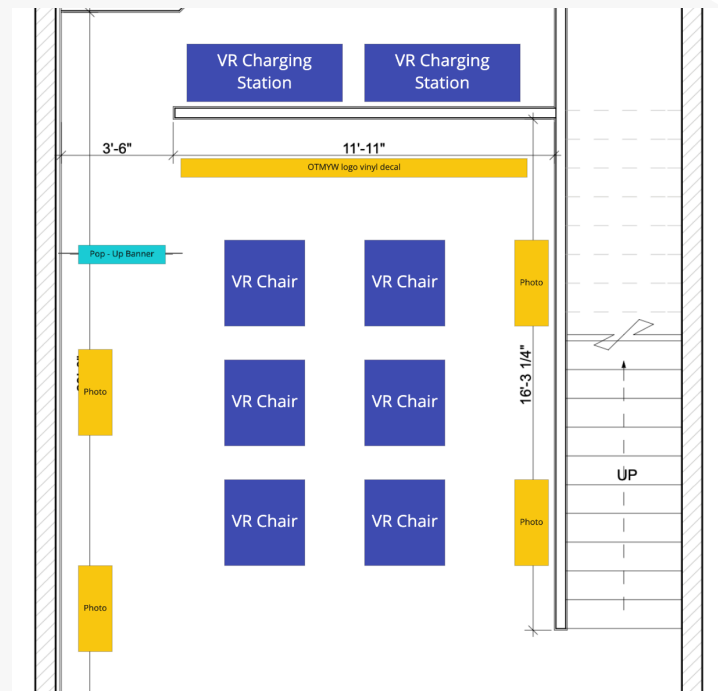 VR Charging
Station
VR Charging
Station
3'-6"
11'-11"
OTMYW logo vinyl decal
Pop - Up Banner
VR Chair
VR Chair
Photo
Photo
VR Chair
VR Chair
16'-3 1/4"
UP
VR Chair
VR Chair
Photo
Photo